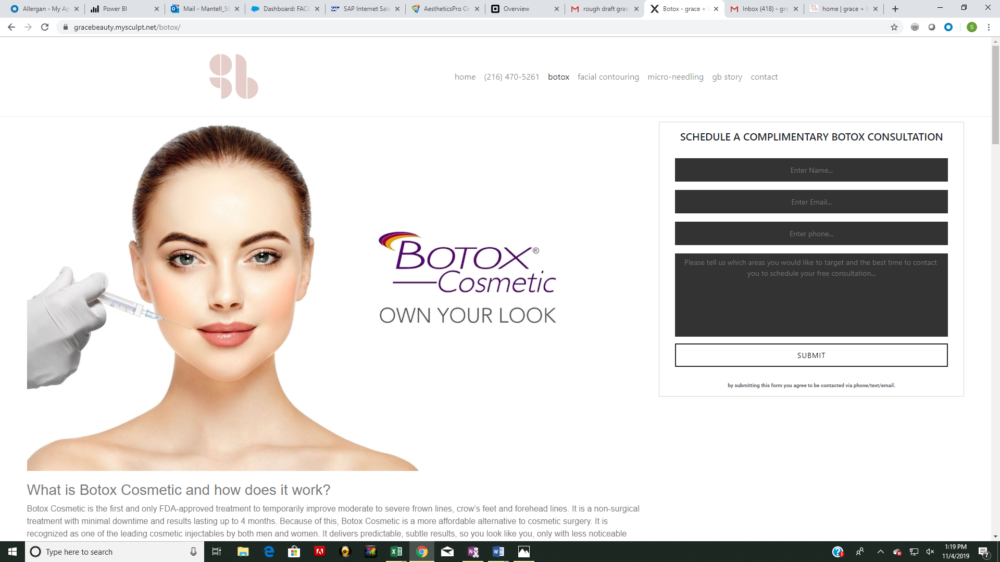 Allergan - My Ap
Power BI
Mail - Mantell_St
Dashboard: FACI
SAP Internet Sale
AestheticsPro On
Overview
rough draft grac
Botox - grace + b
Inbox (418) - grs
home | grace + b
gracebeauty.mysculpt.net/botox/
S
gb
home
(216) 470-5261
botox
facial contouring
micro-needling
gb story
contact
BOTOX®
Cosmetic
OWN YOUR LOOK
SCHEDULE A COMPLIMENTARY BOTOX CONSULTATION
Enter Name...
Enter Email...
Enter phone...
Please tell us which areas you would like to target and the best time to contact
you to schedule your free consultation...
SUBMIT
by submitting this form you agree to be contacted via phone/text/email.
What is Botox Cosmetic and how does it work?
Botox Cosmetic is the first and only FDA-approved treatment to temporarily improve moderate to severe frown lines, crow's feet and forehead lines. It is a non-surgical
treatment with minimal downtime and results lasting up to 4 months. Because of this, Botox Cosmetic is a more affordable alternative to cosmetic surgery. It is
recognized as one of the leading cosmetic injectables by both men and women. It delivers predictable, subtle results, so you look like you, only with less noticeable
Type here to search
1:19 PM
11/4/2019
7